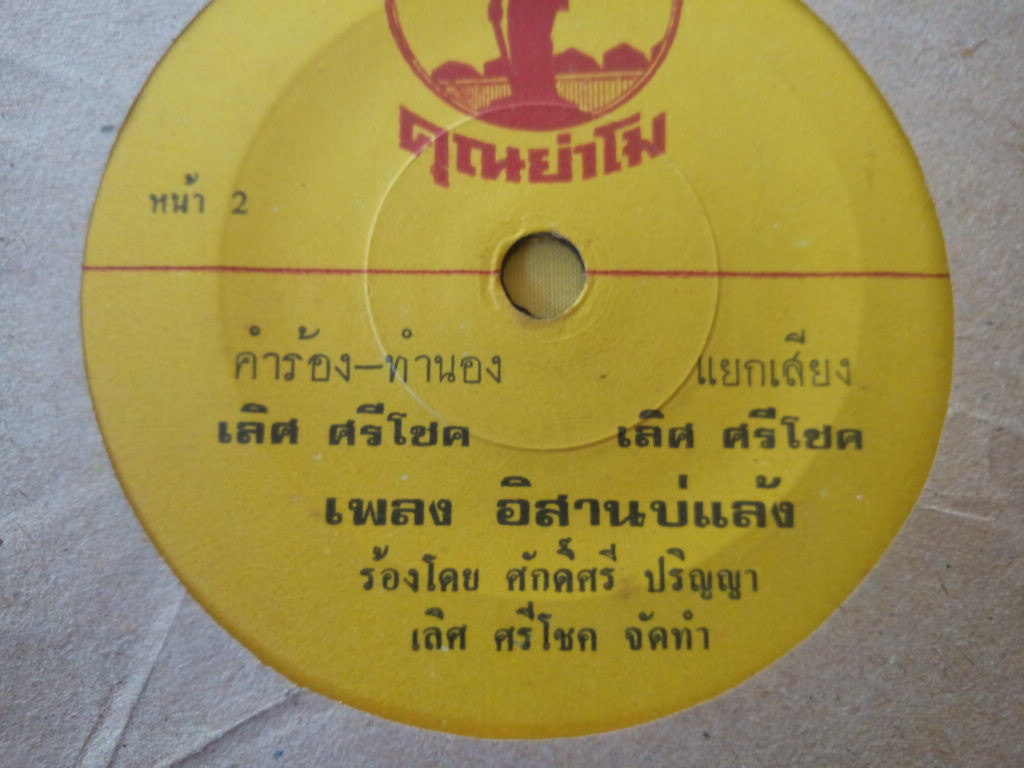 คุณย่าโม
หน้า 2
คำร้อง-ทำนอง แยกเสียง
เลิศ ศรีโชค เลิศ ศรีโชค
เพลง อิสานบ่แล้ง
ร้องโดย ศักดิ์ศรี ปริญญา
เลิศ ศรีโชค จัดทำ